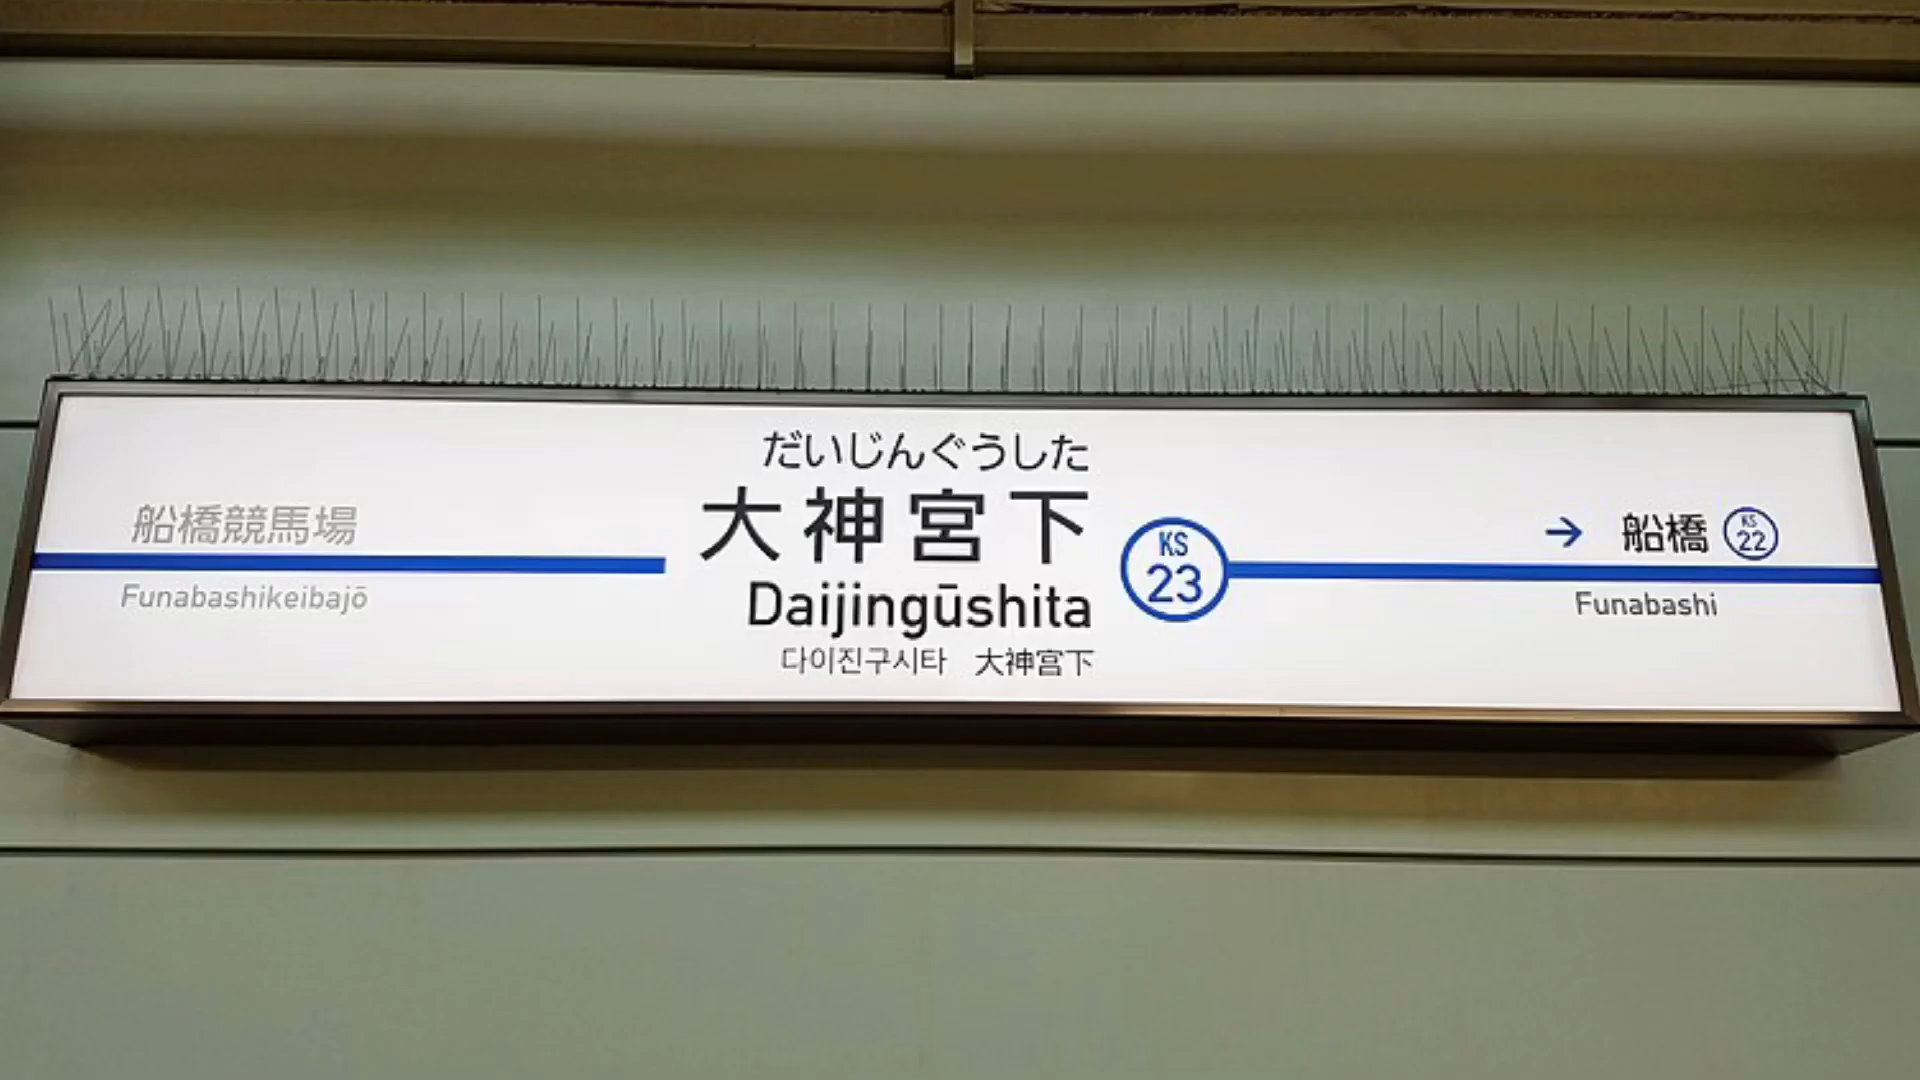 船橋競馬場
Funabashikeibajō
だいじんぐうした
大神宮下
Daijingūshita
다이진구시타 大神宫下
KS
23
→ 船橋 KS 22
Funabashi